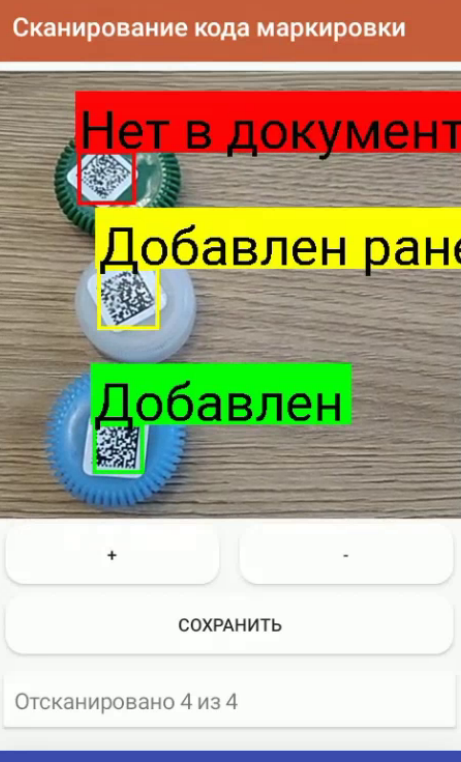 Сканирование кода маркировки
Нет в документ
Добавлен ране
Добавлен
+
-
СОХРАНИТЬ
Отсканировано 4 из 4